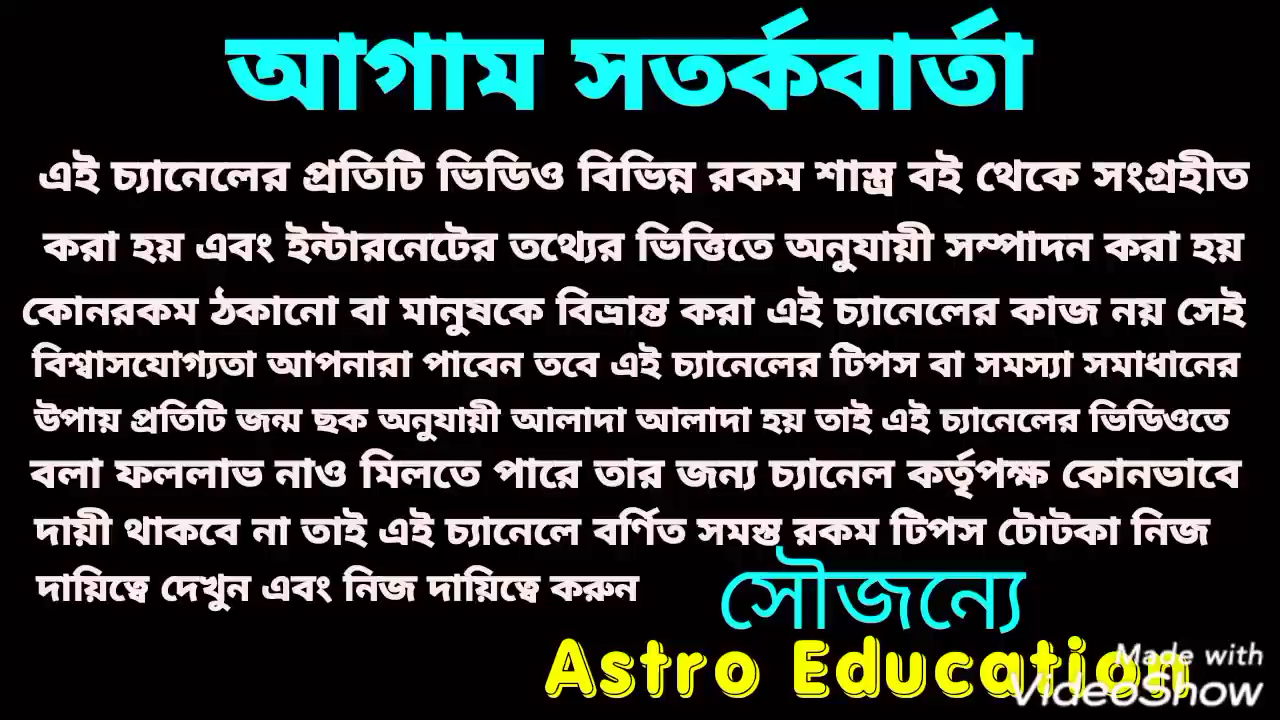 আগাম সতর্কবার্তা
এই চ্যানেলের প্রতিটি ভিডিও বিভিন্ন রকম শাস্ত্র বই থেকে সংগ্রহীত
করা হয় এবং ইন্টারনেটের তথ্যের ভিত্তিতে অনুযায়ী সম্পাদন করা হয়
কোনরকম ঠকানো বা মানুষকে বিভ্রান্ত করা এই চ্যানেলের কাজ নয় সেই
বিশ্বাসযোগ্যতা আপনারা পাবেন তবে এই চ্যানেলের টিপস বা সমস্যা সমাধানের
উপায় প্রতিটি জন্ম ছক অনুযায়ী আলাদা আলাদা হয় তাই এই চ্যানেলের ভিডিওতে
বলা ফললাভ নাও মিলতে পারে তার জন্য চ্যানেল কর্তৃপক্ষ কোনভাবে
দায়ী থাকবে না তাই এই চ্যানেলে বর্ণিত সমস্ত রকম টিপস টোটকা নিজ
দায়িত্বে দেখুন এবং নিজ দায়িত্বে করুন
সৌজন্যে
Astro Education
Made with
VideoShow